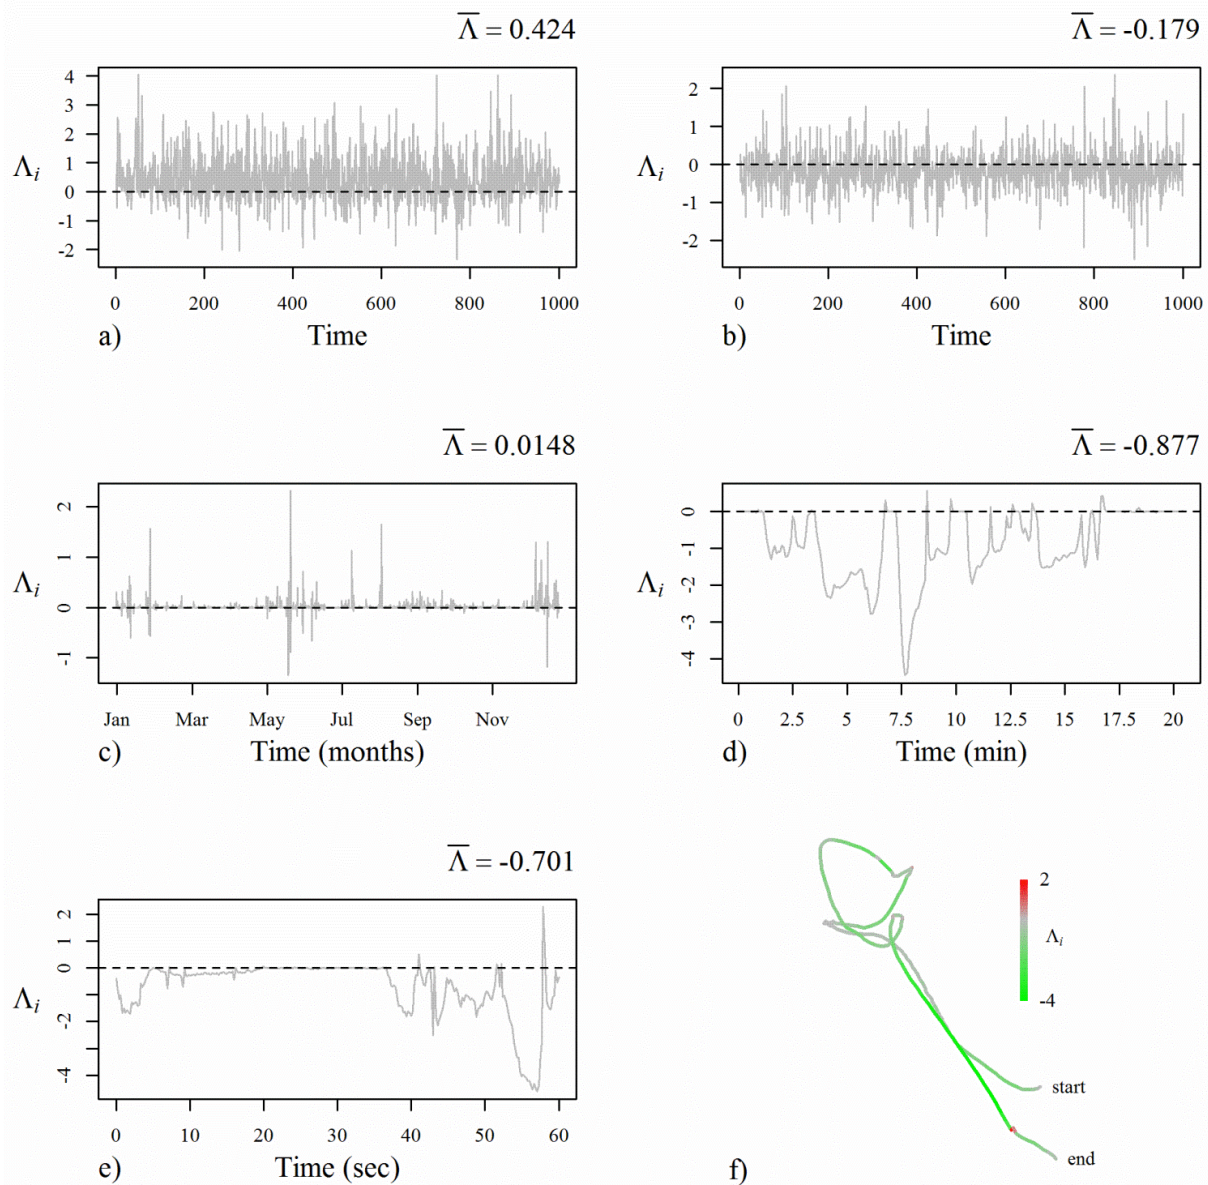 Λ̅ = 0.424
4
3
2
1
0
-1
-2
Λi
0 200 400 600 800 1000
a) Time
Λ̅ = -0.179
2
1
0
-1
-2
Λi
0 200 400 600 800 1000
b) Time
Λ̅ = 0.0148
2
1
0
-1
Λi
Jan Mar May Jul Sep Nov
c) Time (months)
Λ̅ = -0.877
0
-1
-2
-3
-4
Λi
0 2.5 5 7.5 10 12.5 15 17.5 20
d) Time (min)
Λ̅ = -0.701
2
1
0
-2
-4
Λi
0 10 20 30 40 50 60
e) Time (sec)
2
Λi
-4
start
end
f)